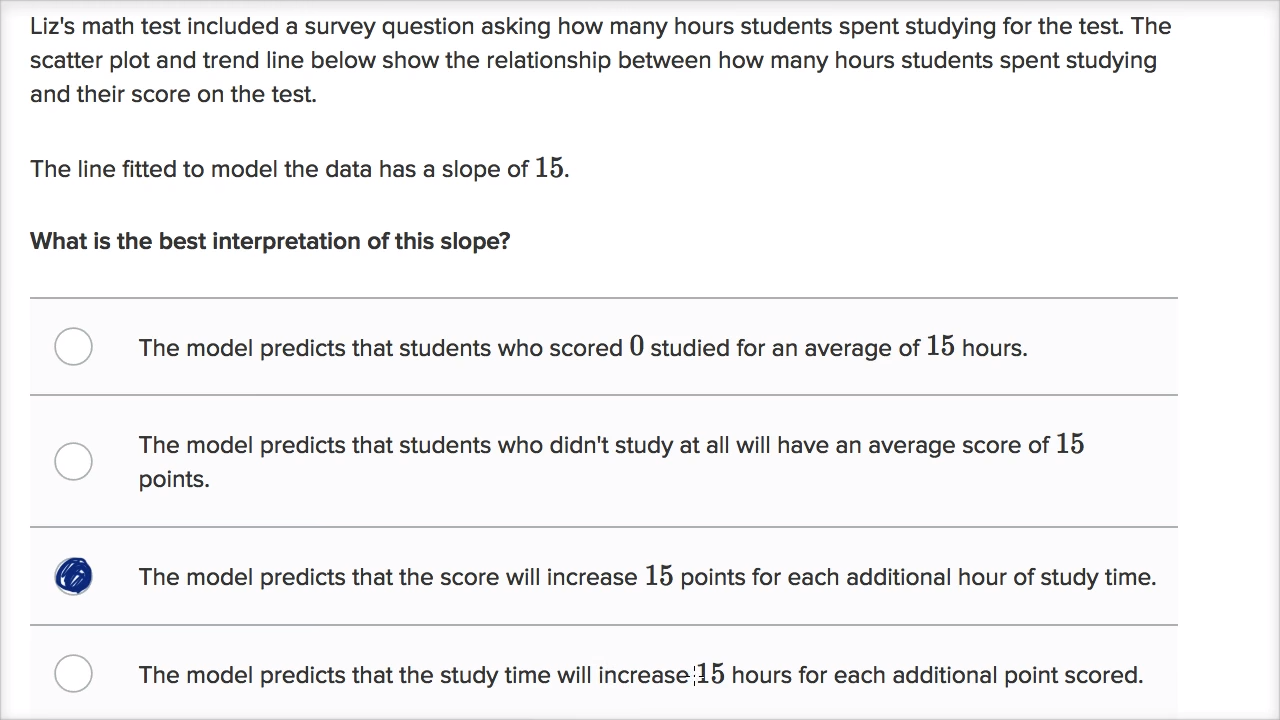 Liz's math test included a survey question asking how many hours students spent studying for the test. The
scatter plot and trend line below show the relationship between how many hours students spent studying
and their score on the test.
The line fitted to model the data has a slope of 15.
What is the best interpretation of this slope?
The model predicts that students who scored 0 studied for an average of 15 hours.
The model predicts that students who didn't study at all will have an average score of 15
points.
The model predicts that the score will increase 15 points for each additional hour of study time.
The model predicts that the study time will increase 15 hours for each additional point scored.